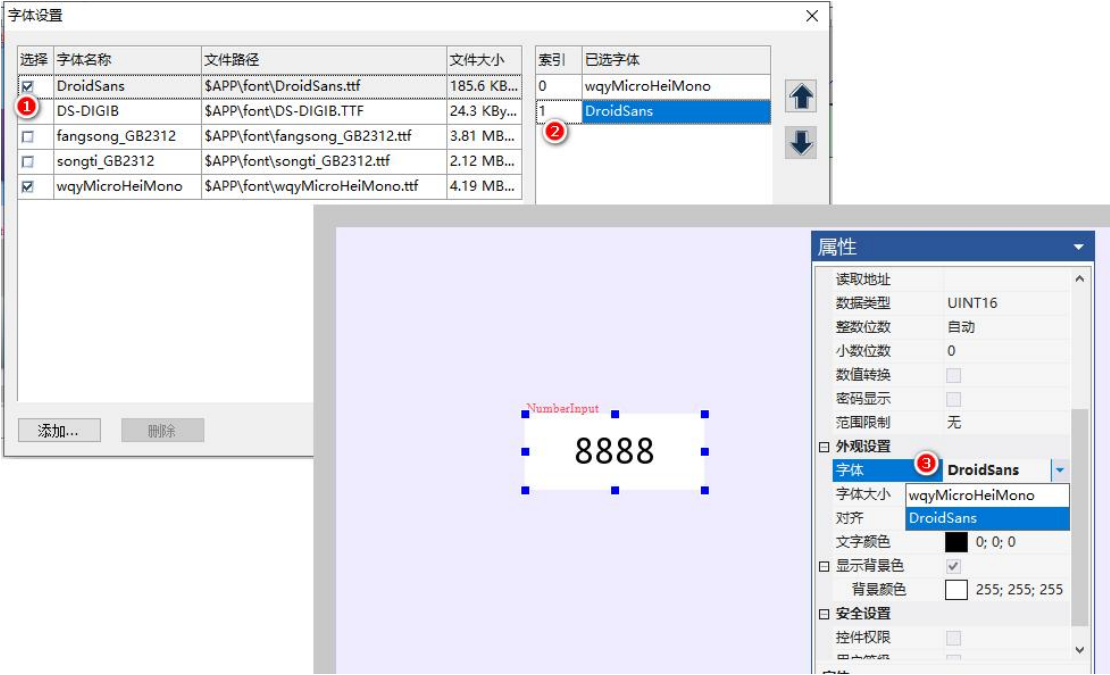 字体设置
选择 字体名称 文件路径 文件大小
DroidSans $APP\font\DroidSans.ttf 185.6 KB...
DS-DIGIB $APP\font\DS-DIGIB.TTF 24.3 KBy...
fangsong_GB2312 $APP\font\fangsong_GB2312.ttf 3.81 MB...
songti_GB2312 $APP\font\songti_GB2312.ttf 2.12 MB...
wqyMicroHeiMono $APP\font\wqyMicroHeiMono.ttf 4.19 MB...
1
索引 已选字体
0 wqyMicroHeiMono
1 DroidSans
2
添加... 删除
NumberInput
8888
属性
读取地址
数据类型 UINT16
整数位数 自动
小数位数 0
数值转换
密码显示
范围限制 无
外观设置
3
字体 DroidSans
字体大小 wqyMicroHeiMono
对齐 DroidSans
文字颜色 0; 0; 0
显示背景色
背景颜色 255; 255; 255
安全设置
控件权限